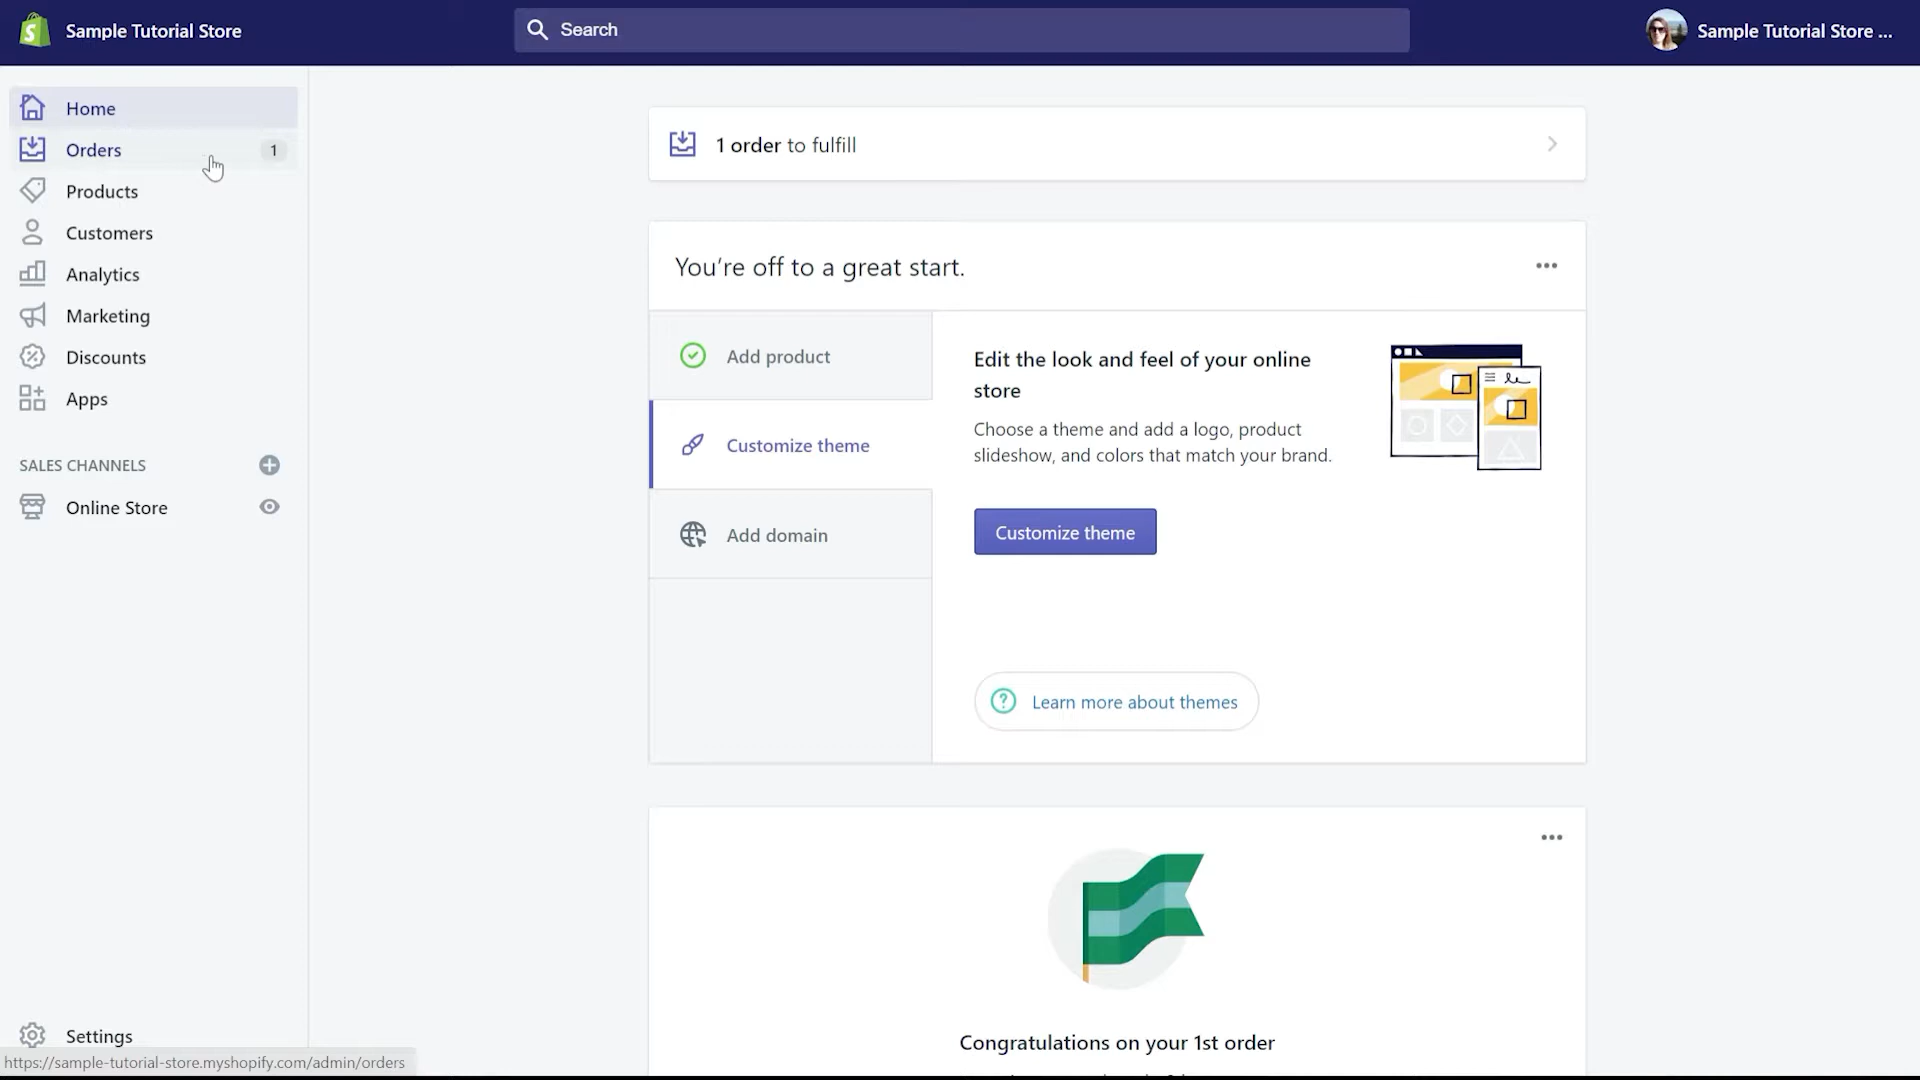 Sample Tutorial Store
Search
Sample Tutorial Store ...
Home
Orders
1
Products
Customers
Analytics
Marketing
Discounts
Apps
SALES CHANNELS
Online Store
Settings
https://sample-tutorial-store.myshopify.com/admin/orders
1 order to fulfill
You’re off to a great start.
Add product
Customize theme
Add domain
Edit the look and feel of your online
store
Choose a theme and add a logo, product
slideshow, and colors that match your brand.
Customize theme
Learn more about themes
Congratulations on your 1st order